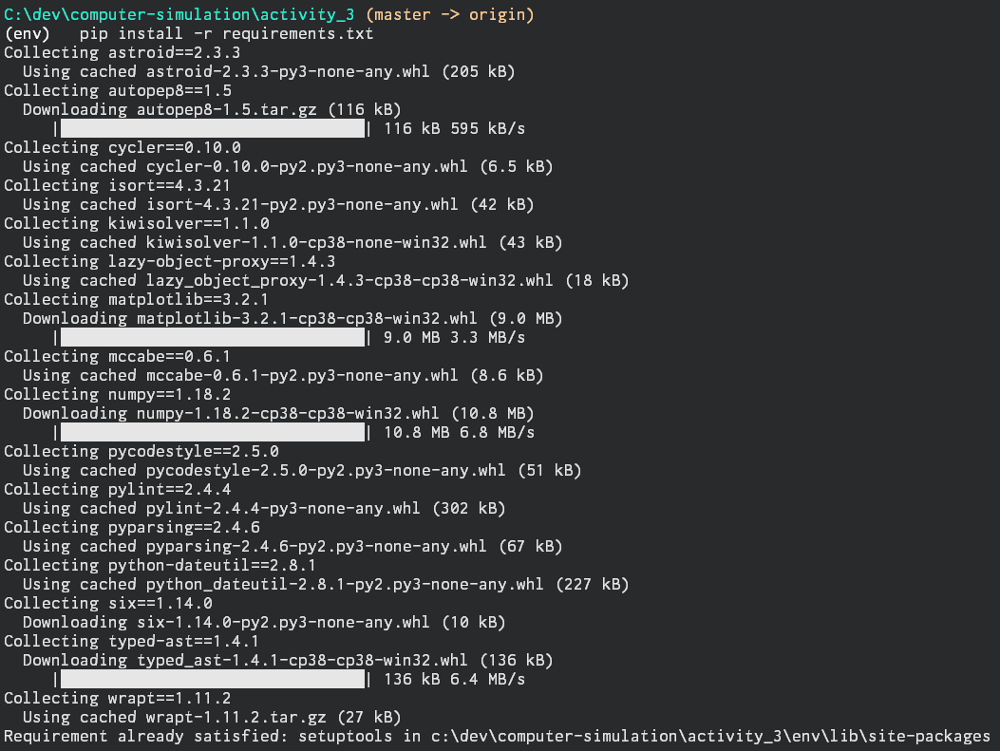 C:\dev\computer-simulation\activity_3 (master -> origin)
(env)   pip install -r requirements.txt
Collecting astroid==2.3.3
  Using cached astroid-2.3.3-py3-none-any.whl (205 kB)
Collecting autopep8==1.5
  Downloading autopep8-1.5.tar.gz (116 kB)
     |████████████████████████████████| 116 kB 595 kB/s
Collecting cycler==0.10.0
  Using cached cycler-0.10.0-py2.py3-none-any.whl (6.5 kB)
Collecting isort==4.3.21
  Using cached isort-4.3.21-py2.py3-none-any.whl (42 kB)
Collecting kiwisolver==1.1.0
  Using cached kiwisolver-1.1.0-cp38-none-win32.whl (43 kB)
Collecting lazy-object-proxy==1.4.3
  Using cached lazy_object_proxy-1.4.3-cp38-cp38-win32.whl (18 kB)
Collecting matplotlib==3.2.1
  Downloading matplotlib-3.2.1-cp38-cp38-win32.whl (9.0 MB)
     |████████████████████████████████| 9.0 MB 3.3 MB/s
Collecting mccabe==0.6.1
  Using cached mccabe-0.6.1-py2.py3-none-any.whl (8.6 kB)
Collecting numpy==1.18.2
  Downloading numpy-1.18.2-cp38-cp38-win32.whl (10.8 MB)
     |████████████████████████████████| 10.8 MB 6.8 MB/s
Collecting pycodestyle==2.5.0
  Using cached pycodestyle-2.5.0-py2.py3-none-any.whl (51 kB)
Collecting pylint==2.4.4
  Using cached pylint-2.4.4-py3-none-any.whl (302 kB)
Collecting pyparsing==2.4.6
  Using cached pyparsing-2.4.6-py2.py3-none-any.whl (67 kB)
Collecting python-dateutil==2.8.1
  Using cached python_dateutil-2.8.1-py2.py3-none-any.whl (227 kB)
Collecting six==1.14.0
  Downloading six-1.14.0-py2.py3-none-any.whl (10 kB)
Collecting typed-ast==1.4.1
  Downloading typed_ast-1.4.1-cp38-cp38-win32.whl (136 kB)
     |████████████████████████████████| 136 kB 6.4 MB/s
Collecting wrapt==1.11.2
  Using cached wrapt-1.11.2.tar.gz (27 kB)
Requirement already satisfied: setuptools in c:\dev\computer-simulation\activity_3\env\lib\site-packages